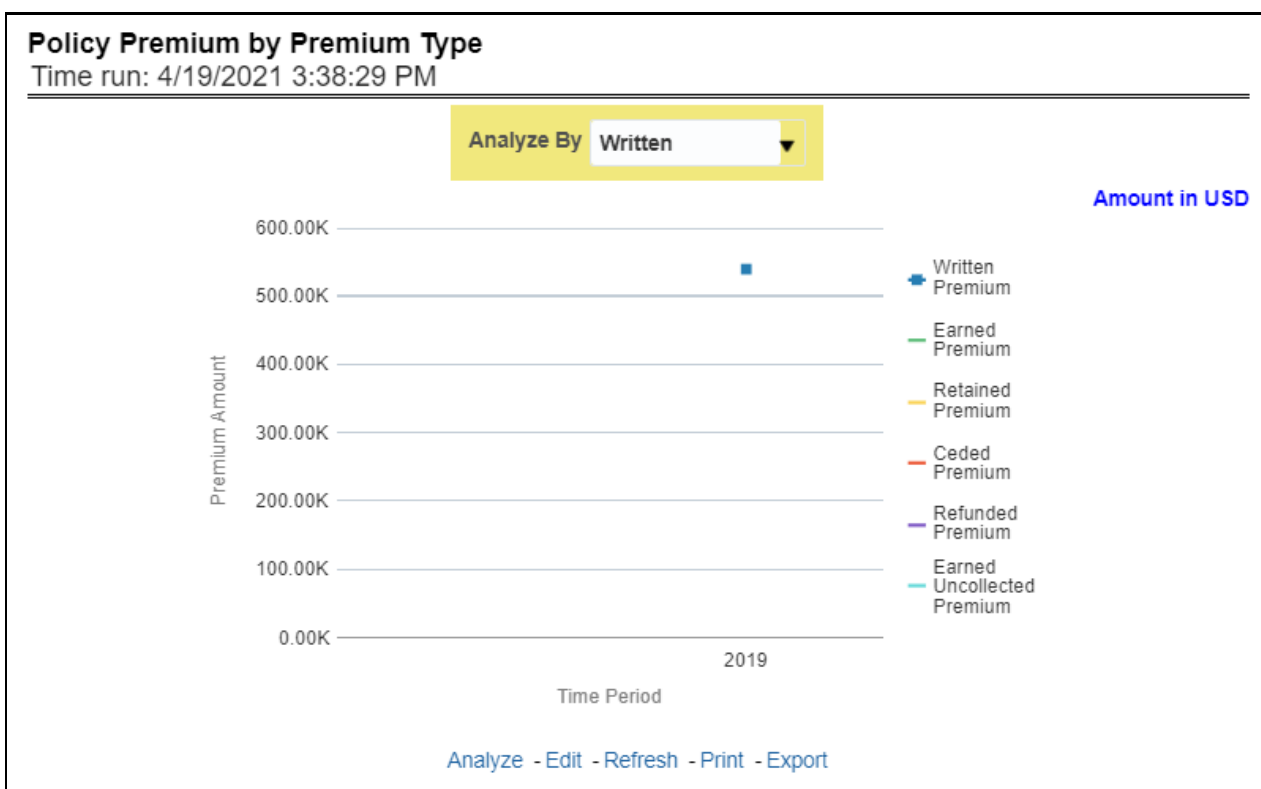 Policy Premium by Premium Type
Time run: 4/19/2021 3:38:29 PM
Analyze By Written
Amount in USD
600.00K
500.00K
400.00K
300.00K
200.00K
100.00K
0.00K
Premium Amount
2019
Time Period
Written
Premium
Earned
Premium
Retained
Premium
Ceded
Premium
Refunded
Premium
Earned
Uncollected
Premium
Analyze - Edit - Refresh - Print - Export